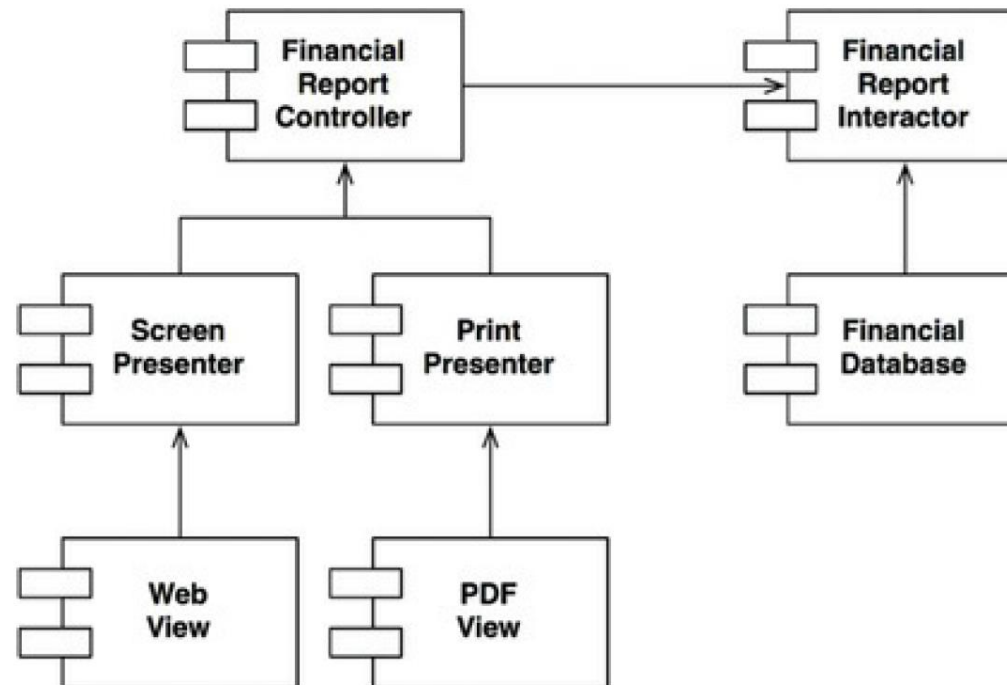 Financial
Report
Controller
Financial
Report
Interactor
Screen
Presenter
Print
Presenter
Financial
Database
Web
View
PDF
View